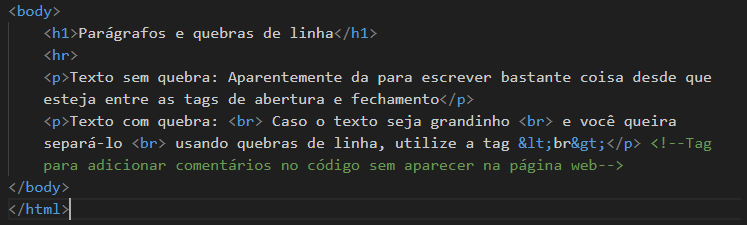 <body>
<h1>Parágrafos e quebras de linha</h1>
<hr>
<p>Texto sem quebra: Aparentemente da para escrever bastante coisa desde que
esteja entre as tags de abertura e fechamento</p>
<p>Texto com quebra: <br> Caso o texto seja grandinho <br> e você queira
separá-lo <br> usando quebras de linha, utilize a tag &lt;br&gt;</p> <!--Tag
para adicionar comentários no código sem aparecer na página web-->
</body>
</html>